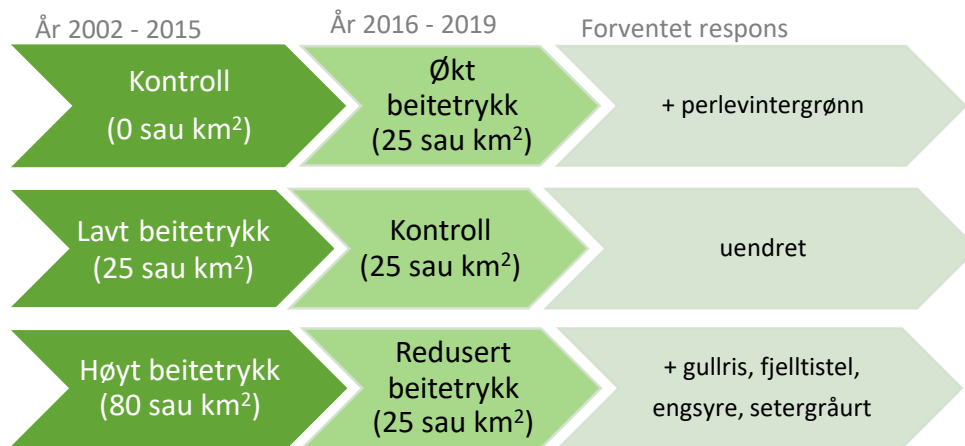 År 2002 - 2015
År 2016 - 2019
Forventet respons
Kontroll
(0 sau km²)
Økt
beitetrykk
(25 sau km²)
+ perlevintergrønn
Lavt beitetrykk
(25 sau km²)
Kontroll
(25 sau km²)
uendret
Høyt beitetrykk
(80 sau km²)
Redusert
beitetrykk
(25 sau km²)
+ gullris, fjelltistel,
engsyre, setergråurt